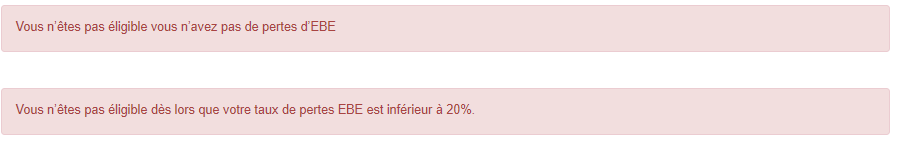 Vous n'êtes pas éligible vous n'avez pas de pertes d'EBE
Vous n'êtes pas éligible dès lors que votre taux de pertes EBE est inférieur à 20%.